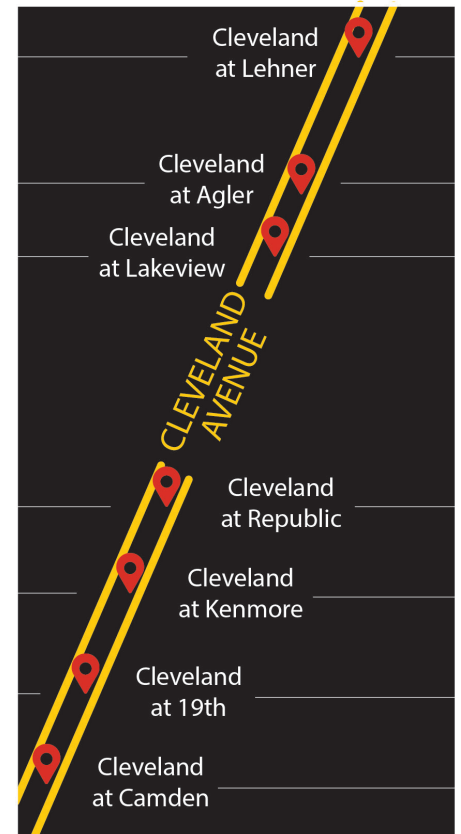 Cleveland
at Lehner
Cleveland
at Agler
Cleveland
at Lakeview
CLEVELAND
AVENUE
Cleveland
at Republic
Cleveland
at Kenmore
Cleveland
at 19th
Cleveland
at Camden